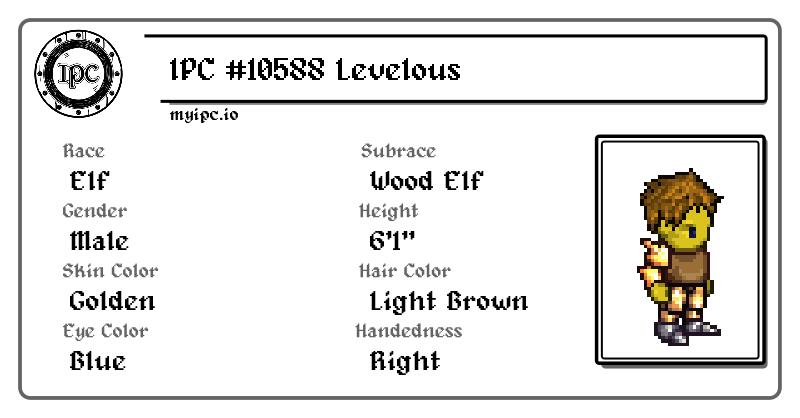 IPC
IPC #10588 Levelous
myipc.io
Race
Elf
Subrace
Wood Elf
Gender
Male
Height
6'1"
Skin Color
Golden
Hair Color
Light Brown
Eye Color
Blue
Handedness
Right